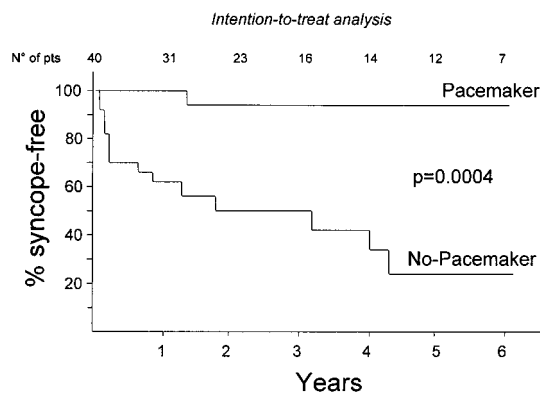 Intention-to-treat analysis
N° of pts 40 31 23 16 14 12 7
100
80
60
40
20
% syncope-free
Pacemaker
p=0.0004
No-Pacemaker
1 2 3 4 5 6
Years